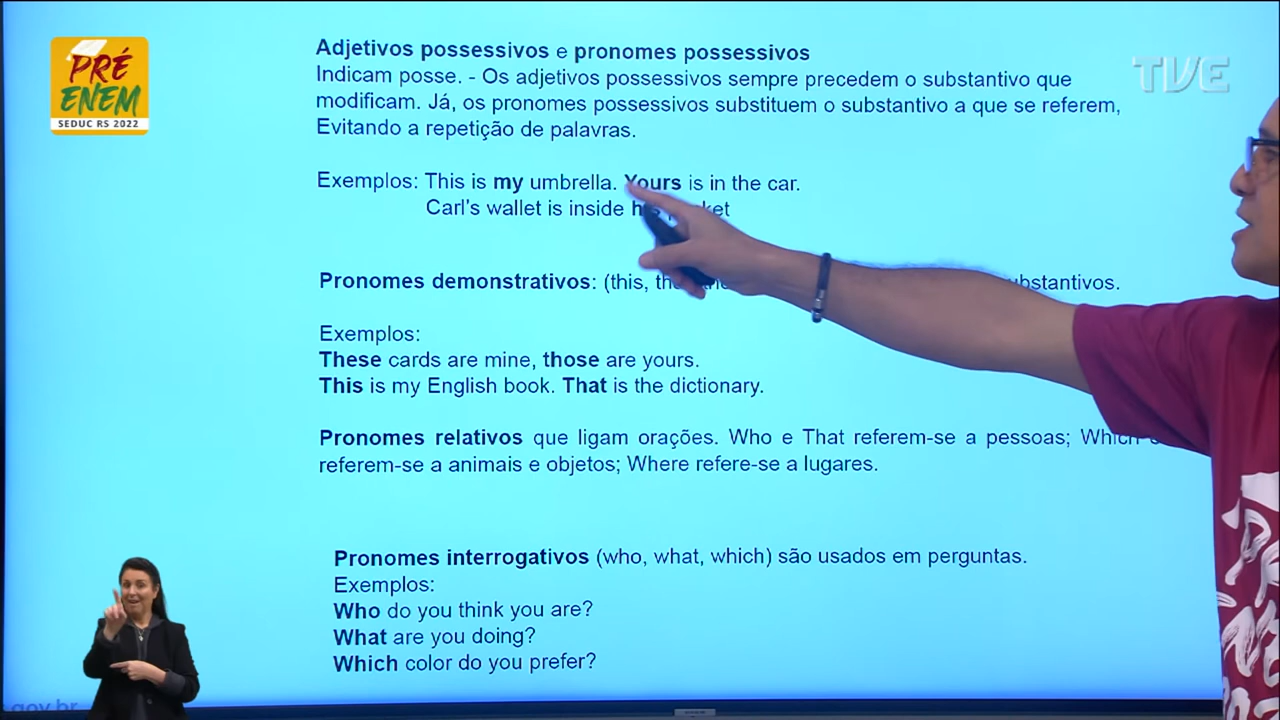 PRÉ
ENEM
SEDUC RS 2022
TVE
Adjetivos possessivos e pronomes possessivos
Indicam posse. - Os adjetivos possessivos sempre precedem o substantivo que
modificam. Já, os pronomes possessivos substituem o substantivo a que se referem,
Evitando a repetição de palavras.
Exemplos: This is my umbrella. Yours is in the car.
Carl's wallet is inside his
Pronomes demonstrativos: (this, substantivos.
Exemplos:
These cards are mine, those are yours.
This is my English book. That is the dictionary.
Pronomes relativos que ligam orações. Who e That referem-se a pessoas; Which
referem-se a animais e objetos; Where refere-se a lugares.
Pronomes interrogativos (who, what, which) são usados em perguntas.
Exemplos:
Who do you think you are?
What are you doing?
Which color do you prefer?
gov.br